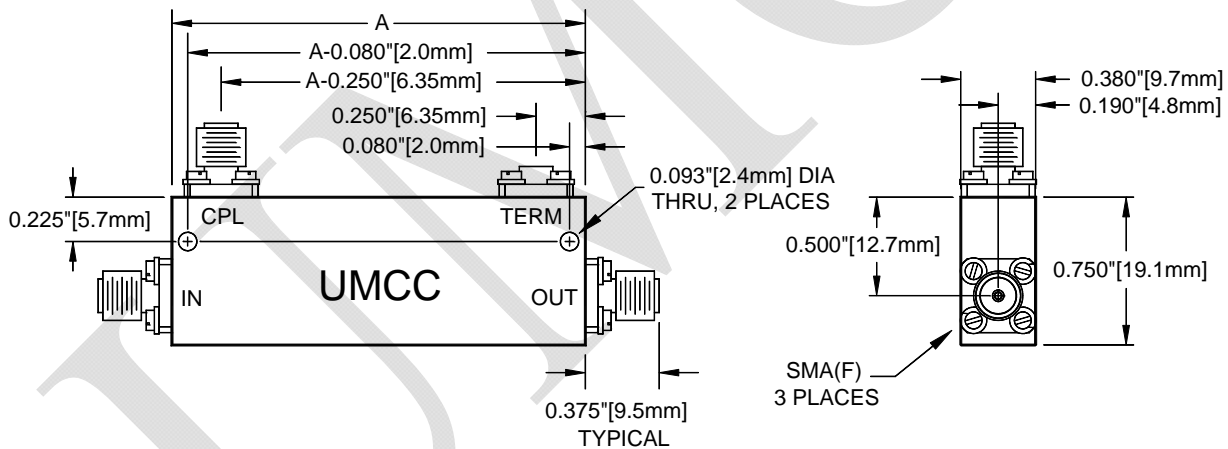 A
A-0.080"[2.0mm]
A-0.250"[6.35mm]
0.250"[6.35mm]
0.080"[2.0mm]
0.093"[2.4mm] DIA
THRU, 2 PLACES
0.225"[5.7mm]
CPL
TERM
IN
UMCC
OUT
0.375"[9.5mm]
TYPICAL
0.380"[9.7mm]
0.190"[4.8mm]
0.500"[12.7mm]
0.750"[19.1mm]
SMA(F)
3 PLACES